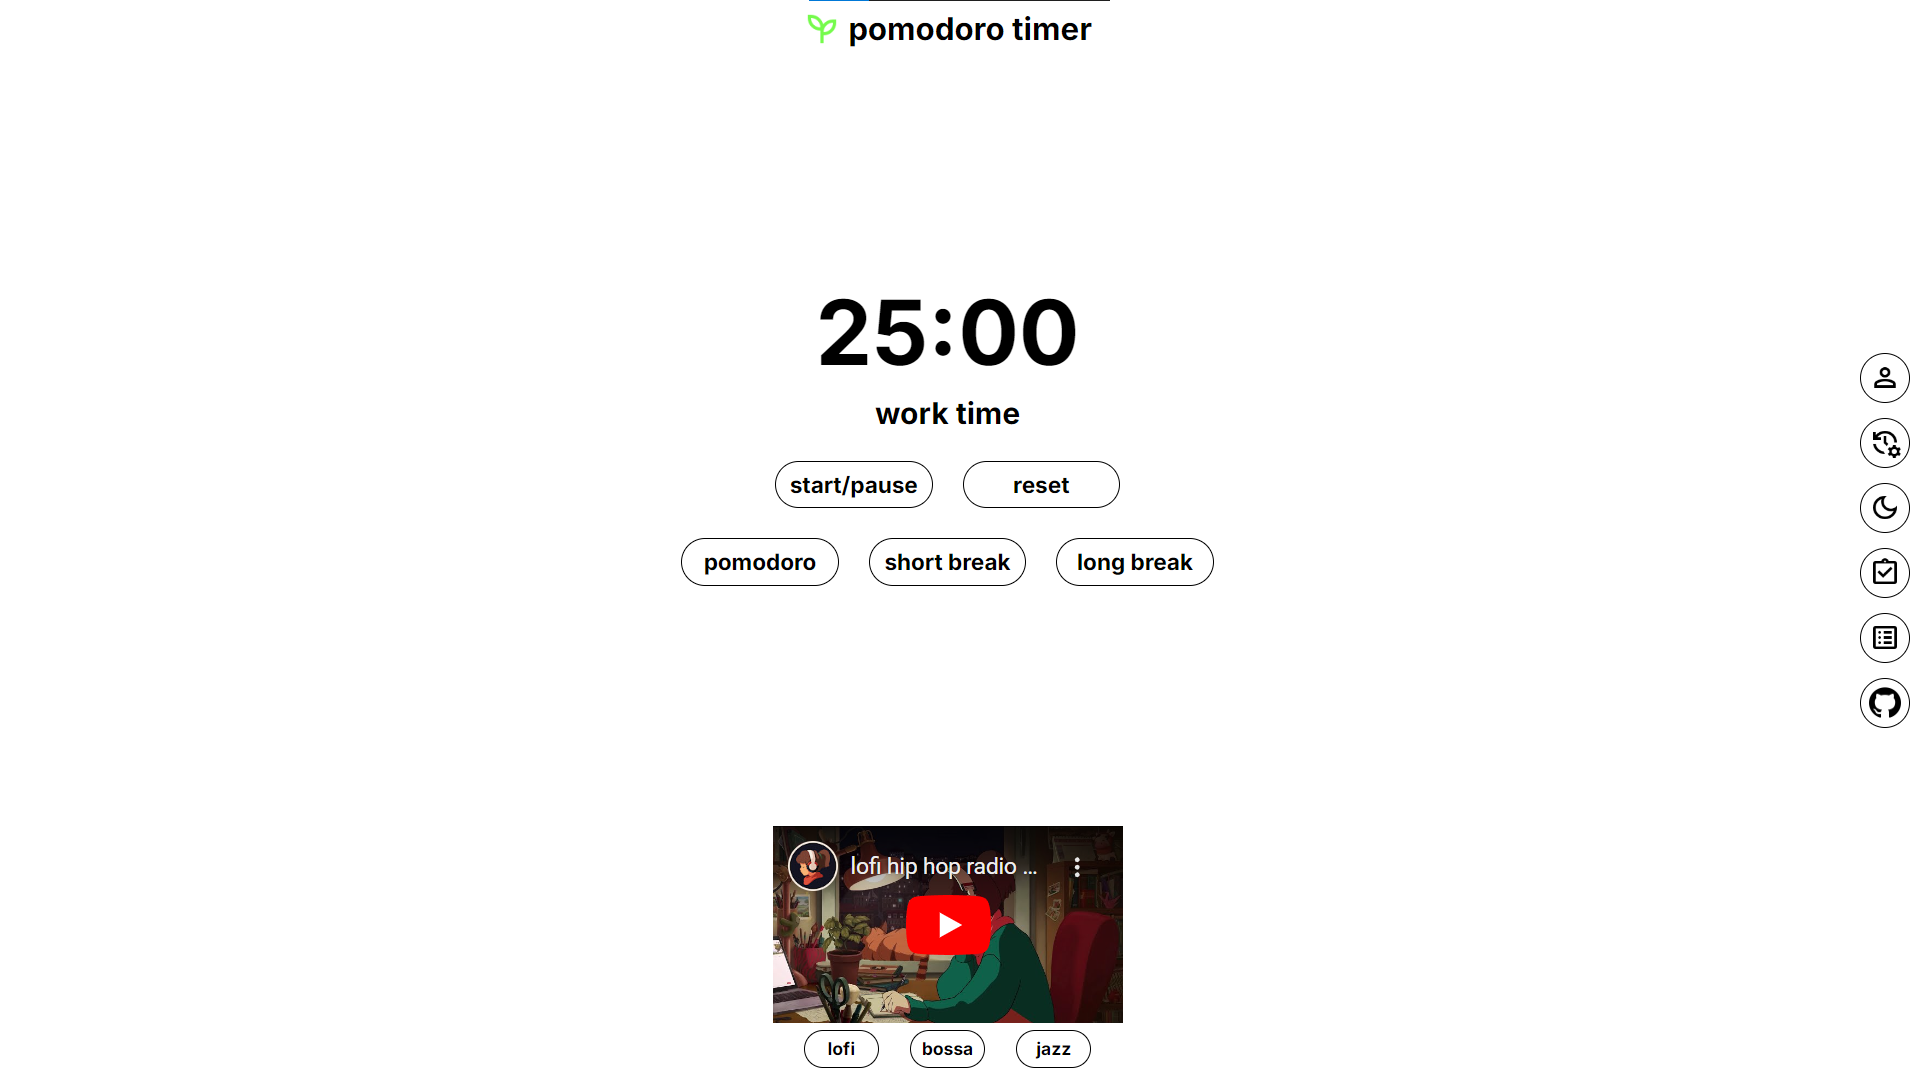 pomodoro timer
25:00
work time
start/pause reset
pomodoro short break long break
lofi hip hop radio ...
lofi bossa jazz